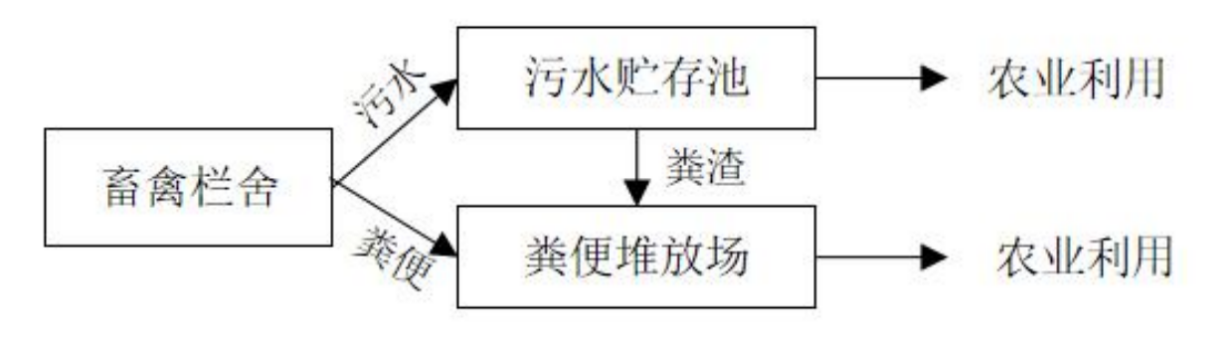 污水贮存池
农业利用
污水
畜禽栏舍
粪渣
粪便
粪便堆放场
农业利用